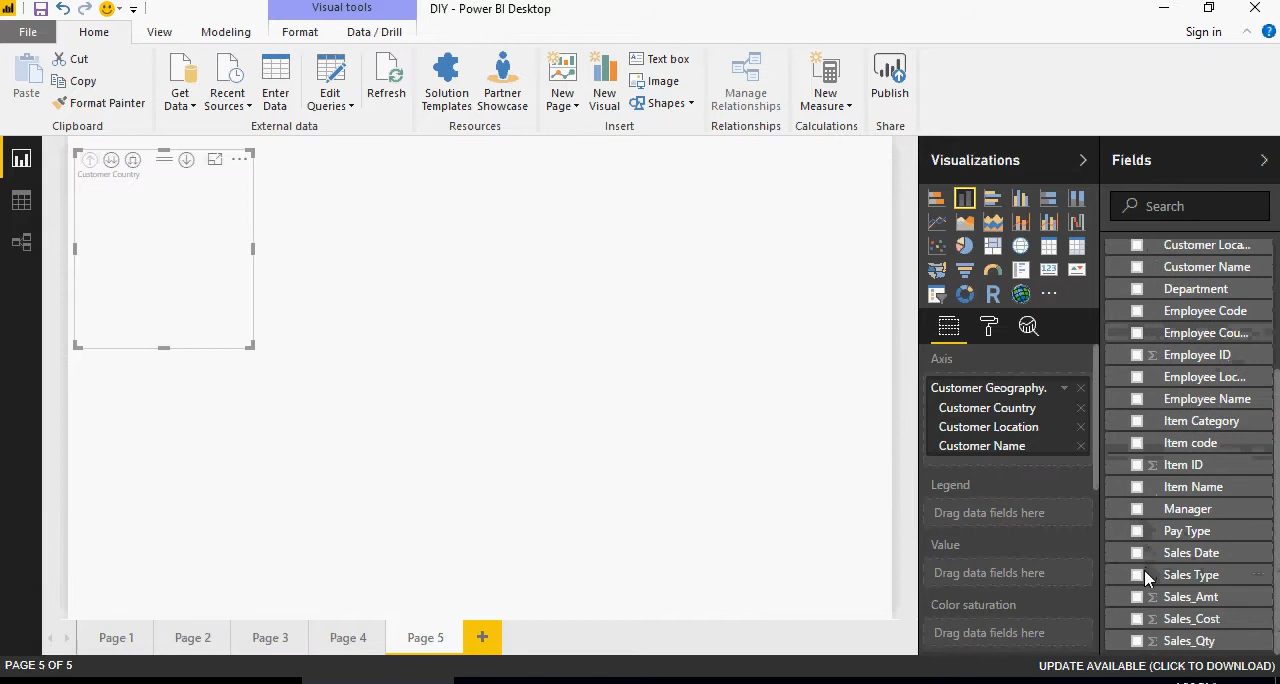 Visual tools
DIY - Power BI Desktop
File
Home
View
Modeling
Format
Data / Drill
Sign in
Paste
Cut
Copy
Format Painter
Clipboard
Get Data
Recent Sources
Enter Data
Edit Queries
Refresh
External data
Solution Templates
Partner Showcase
Resources
New Page
New Visual
Text box
Image
Shapes
Insert
Manage Relationships
Relationships
New Measure
Calculations
Publish
Share
Customer Country
Visualizations
R
123
Axis
Customer Geography.
Customer Country
Customer Location
Customer Name
Legend
Drag data fields here
Value
Drag data fields here
Color saturation
Drag data fields here
Fields
Search
Customer Loca...
Customer Name
Department
Employee Code
Employee Cou...
Σ Employee ID
Employee Loc...
Employee Name
Item Category
Item code
Σ Item ID
Item Name
Manager
Pay Type
Sales Date
Sales Type
Σ Sales_Amt
Σ Sales_Cost
Σ Sales_Qty
Page 1
Page 2
Page 3
Page 4
Page 5
PAGE 5 OF 5
UPDATE AVAILABLE (CLICK TO DOWNLOAD)